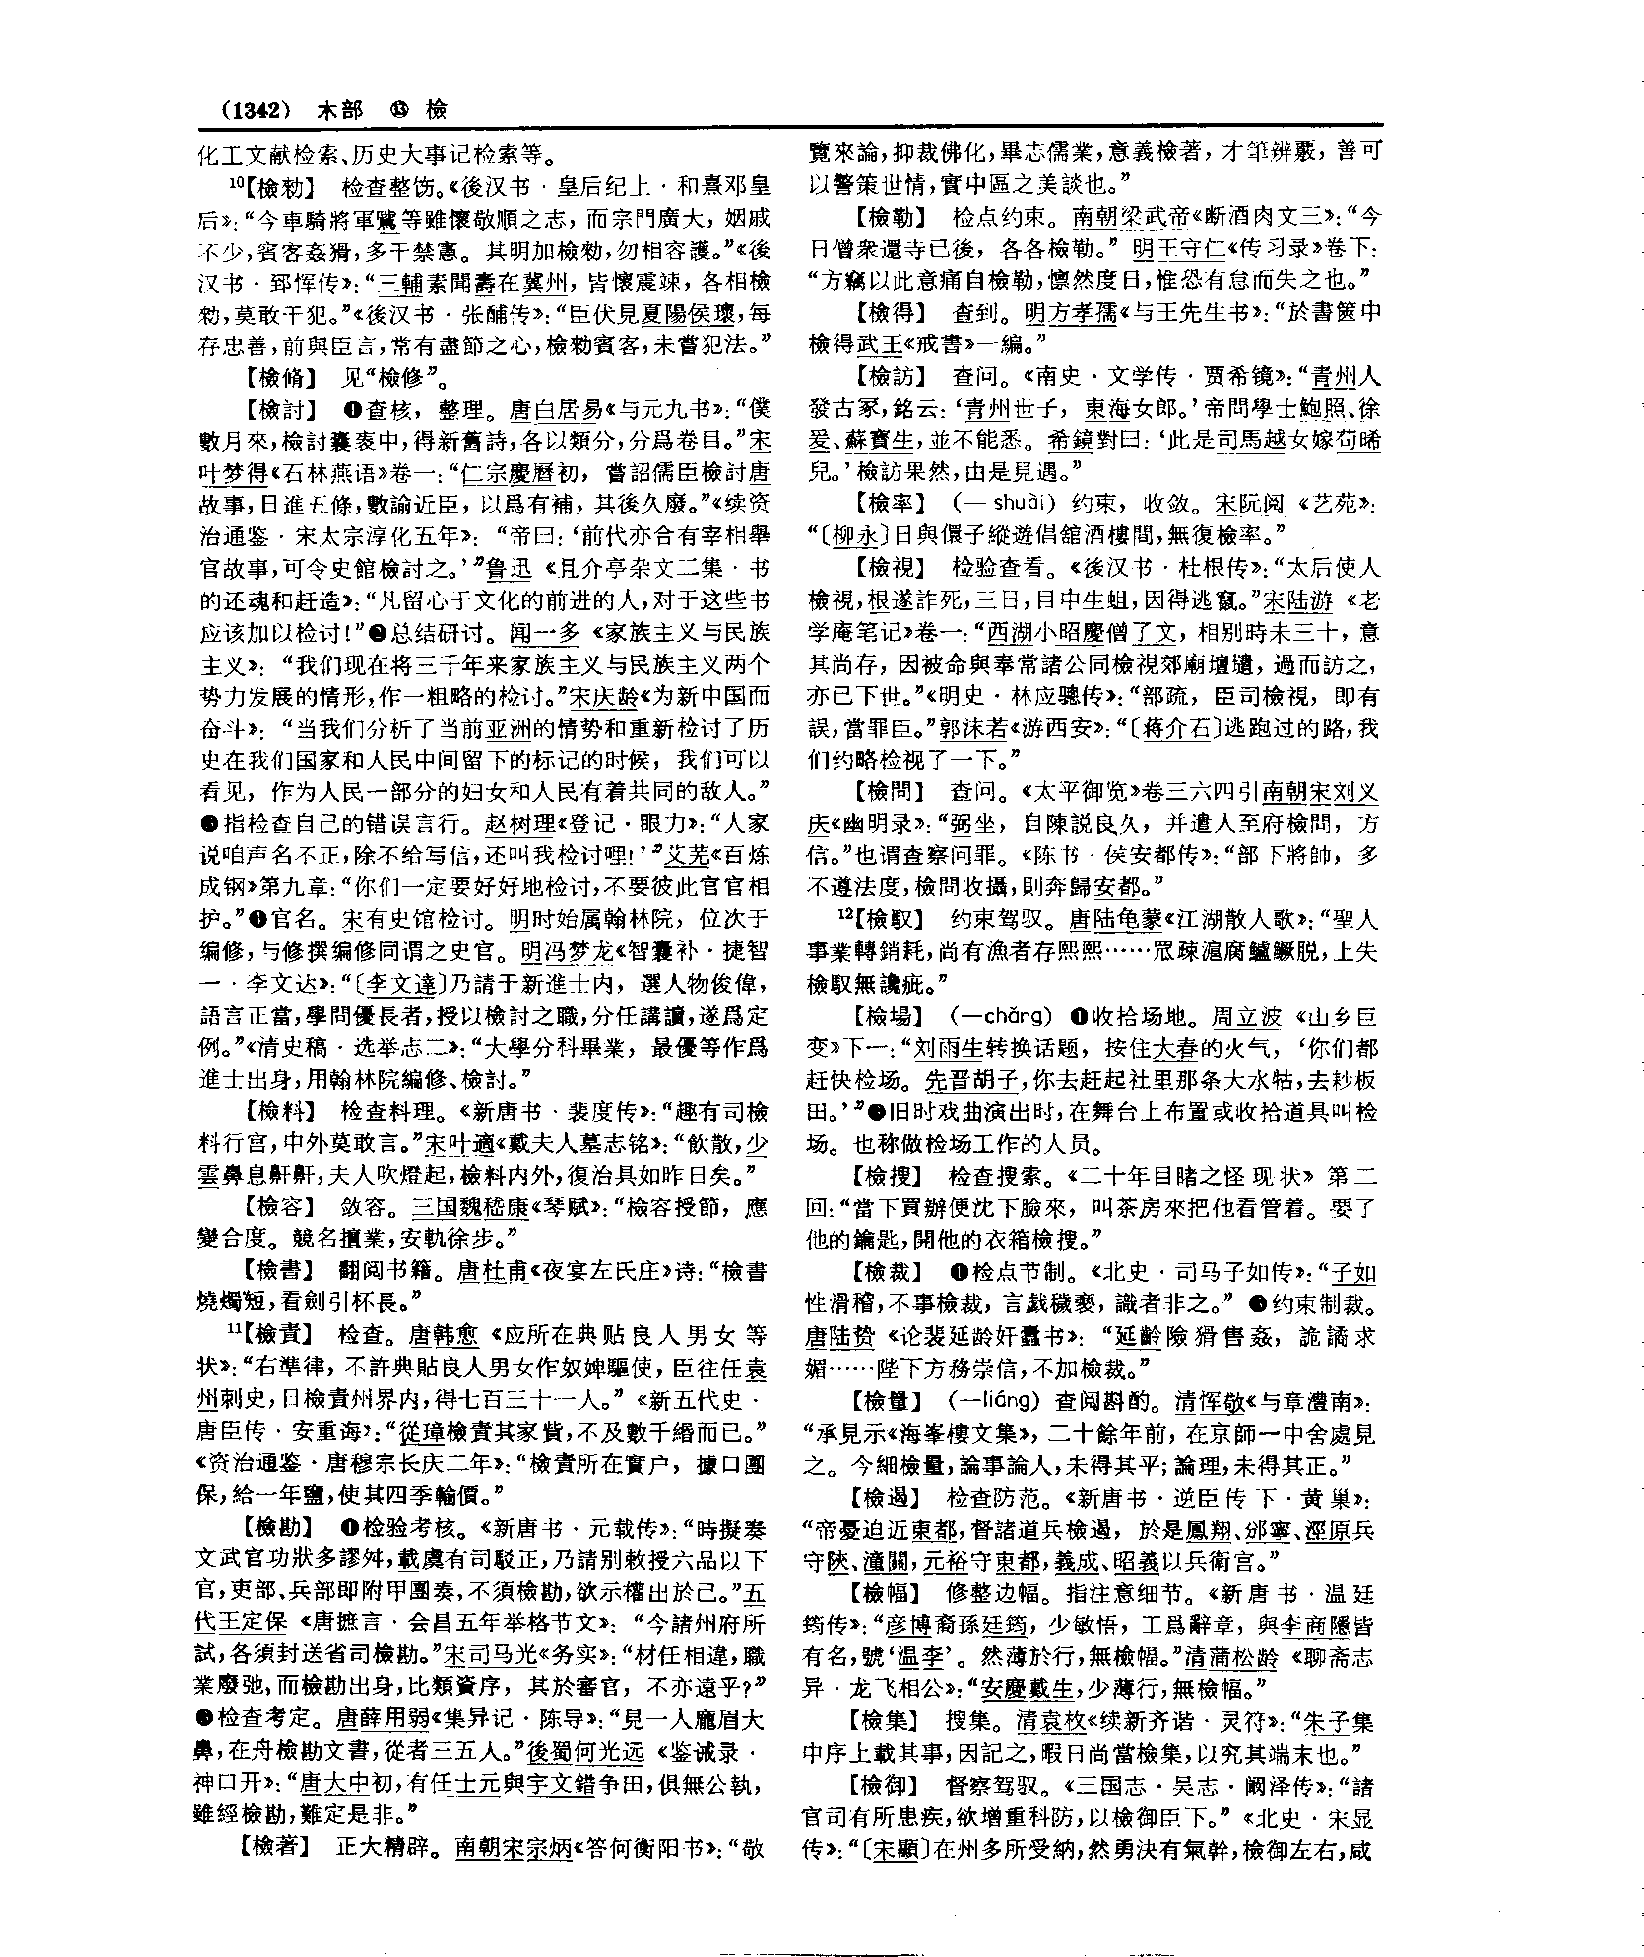 (1342) 木部 ⑬ 檢
化工文献检索、历史大事记检索等。
¹⁰【檢勑】 检查整饬。《後汉书·皇后纪上·和熹邓皇
后》：“今車騎將軍騭等雖懷敬順之志，而宗門廣大，姻戚
不少，賓客姦猾，多干禁憲。其明加檢勑，勿相容護。”《後
汉书·郅恽传》：“三輔素聞壽在冀州，皆懷震竦，各相檢
勑，莫敢干犯。”《後汉书·张酺传》：“臣伏見夏陽侯瓌，每
存忠善，前與臣言，常有盡節之心，檢勑賓客，未嘗犯法。”
【檢脩】 见“檢修”。
【檢討】 ❶查核，整理。唐白居易《与元九书》：“僕
數月來，檢討囊袠中，得新舊詩，各以類分，分爲卷目。”宋
叶梦得《石林燕语》卷一：“仁宗慶曆初，嘗詔儒臣檢討唐
故事，日進五條，數諭近臣，以爲有補，其後久廢。”《续资
治通鉴·宋太宗淳化五年》：“帝曰：‘前代亦合有宰相舉
官故事，可令史館檢討之。’”鲁迅《且介亭杂文二集·书
的还魂和赶造》：“凡留心于文化的前进的人，对于这些书
应该加以检讨！”❷总结研讨。闻一多《家族主义与民族
主义》：“我们现在将三千年来家族主义与民族主义两个
势力发展的情形，作一粗略的检讨。”宋庆龄《为新中国而
奋斗》：“当我们分析了当前亚洲的情势和重新检讨了历
史在我们国家和人民中间留下的标记的时候，我们可以
看见，作为人民一部分的妇女和人民有着共同的敌人。”
❸指检查自己的错误言行。赵树理《登记·眼力》：“人家
说咱声名不正，除不给写信，还叫我检讨哩！’”艾芜《百炼
成钢》第九章：“你们一定要好好地检讨，不要彼此官官相
护。”❹官名。宋有史馆检讨。明时始属翰林院，位次于
编修，与修撰编修同谓之史官。明冯梦龙《智囊补·捷智
一·李文达》：“〔李文達〕乃請于新進士内，選人物俊偉，
語言正當，學問優長者，授以檢討之職，分任講讀，遂爲定
例。”《清史稿·选举志二》：“大學分科畢業，最優等作爲
進士出身，用翰林院編修、檢討。”
【檢料】 检查料理。《新唐书·裴度传》：“趣有司檢
料行宫，中外莫敢言。”宋叶適《戴夫人墓志铭》：“飲散，少
雲鼻息鼾鼾，夫人吹燈起，檢料内外，復治具如昨日矣。”
【檢容】 敛容。三国魏嵇康《琴赋》：“檢容授節，應
變合度。競名擅業，安軌徐步。”
【檢書】 翻阅书籍。唐杜甫《夜宴左氏庄》诗：“檢書
燒燭短，看劍引杯長。”
¹¹【檢責】 检查。唐韩愈《应所在典贴良人男女等
状》：“右準律，不許典貼良人男女作奴婢驅使，臣往任袁
州刺史，日檢責州界内，得七百三十一人。”《新五代史·
唐臣传·安重诲》：“從璋檢責其家貲，不及數千緡而已。”
《资治通鉴·唐穆宗长庆二年》：“檢責所在實户，據口團
保，給一年鹽，使其四季輸價。”
【檢勘】 ❶检验考核。《新唐书·元载传》：“時擬奏
文武官功狀多謬舛，載虞有司駁正，乃請别敕授六品以下
官，吏部、兵部即附甲團奏，不須檢勘，欲示權出於己。”五
代王定保《唐摭言·会昌五年举格节文》：“今諸州府所
試，各須封送省司檢勘。”宋司马光《务实》：“材任相違，職
業廢弛，而檢勘出身，比類資序，其於審官，不亦遠乎？”
❷检查考定。唐薛用弱《集异记·陈导》：“見一人龐眉大
鼻，在舟檢勘文書，從者三五人。”後蜀何光远《鉴诫录·
神口开》：“唐大中初，有任士元與宇文錯争田，俱無公執，
雖經檢勘，難定是非。”
【檢著】 正大精辟。南朝宋宗炳《答何衡阳书》：“敬
覽來論，抑裁佛化，畢志儒業，意義檢著，才筆辨覈，善可
以警策世情，實中區之美談也。”
【檢勒】 检点约束。南朝梁武帝《断酒肉文三》：“今
日僧衆還寺已後，各各檢勒。” 明王守仁《传习录》卷下：
“方竊以此意痛自檢勒，懍然度日，惟恐有怠而失之也。”
【檢得】 查到。明方孝孺《与王先生书》：“於書篋中
檢得武王《戒書》一編。”
【檢訪】 查问。《南史·文学传·贾希镜》：“青州人
發古冢，銘云：‘青州世子，東海女郎。’帝問學士鮑照、徐
爰、蘇寶生，並不能悉。希鏡對曰：‘此是司馬越女嫁苟晞
兒。’檢訪果然，由是見遇。”
【檢率】 （— shuài）约束，收敛。宋阮阅《艺苑》：
“〔柳永〕日與儇子縱遊倡舘酒樓間，無復檢率。”
【檢視】 检验查看。《後汉书·杜根传》：“太后使人
檢視，根遂詐死，三日，目中生蛆，因得逃竄。”宋陆游《老
学庵笔记》卷一：“西湖小昭慶僧了文，相别時未三十，意
其尚存，因被命與奉常諸公同檢視郊廟壇壝，過而訪之，
亦已下世。”《明史·林应骢传》：“部疏，臣司檢視，即有
誤，當罪臣。”郭沫若《游西安》：“〔蒋介石〕逃跑过的路，我
们约略检视了一下。”
【檢問】 查问。《太平御览》卷三六四引南朝宋刘义
庆《幽明录》：“弼坐，自陳説良久，并遣人至府檢問，方
信。”也谓查察问罪。《陈书·侯安都传》：“部下將帥，多
不遵法度，檢問收攝，則奔歸安都。”
¹²【檢馭】 约束驾驭。唐陆龟蒙《江湖散人歌》：“聖人
事業轉銷耗，尚有漁者存熙熙……罛疎滬腐鱸鱖脱，上失
檢馭無讒疵。”
【檢場】 （—chǎng）❶收拾场地。周立波《山乡巨
变》下一：“刘雨生转换话题，按住大春的火气，‘你们都
赶快检场。先晋胡子，你去赶起社里那条大水牯，去耖板
田。’”❷旧时戏曲演出时，在舞台上布置或收拾道具叫检
场。也称做检场工作的人员。
【檢搜】 检查搜索。《二十年目睹之怪现状》第二
回：“當下買辦便沈下臉來，叫茶房來把他看管着。要了
他的鑰匙，開他的衣箱檢搜。”
【檢裁】 ❶检点节制。《北史·司马子如传》：“子如
性滑稽，不事檢裁，言戲穢褻，識者非之。” ❷约束制裁。
唐陆贽《论裴延龄奸蠹书》：“延齡險猾售姦，詭譎求
媚……陛下方務崇信，不加檢裁。”
【檢量】 （—liáng）查阅斟酌。清恽敬《与章澧南》：
“承見示《海峯樓文集》，二十餘年前，在京師一中舍處見
之。今細檢量，論事論人，未得其平；論理，未得其正。”
【檢遏】 检查防范。《新唐书·逆臣传下·黄巢》：
“帝憂迫近東都，督諸道兵檢遏，於是鳳翔、邠寧、涇原兵
守陝、潼關，元裕守東都，義成、昭義以兵衛宫。”
【檢幅】 修整边幅。指注意细节。《新唐书·温廷
筠传》：“彦博裔孫廷筠，少敏悟，工爲辭章，與李商隱皆
有名，號‘温李’。然薄於行，無檢幅。”清蒲松龄《聊斋志
异·龙飞相公》：“安慶戴生，少薄行，無檢幅。”
【檢集】 搜集。清袁枚《续新齐谐·灵符》：“朱子集
中序上載其事，因記之，暇日尚當檢集，以究其端末也。”
【檢御】 督察驾驭。《三国志·吴志·阚泽传》：“諸
官司有所患疾，欲增重科防，以檢御臣下。”《北史·宋显
传》：“〔宋顯〕在州多所受納，然勇決有氣幹，檢御左右，咸